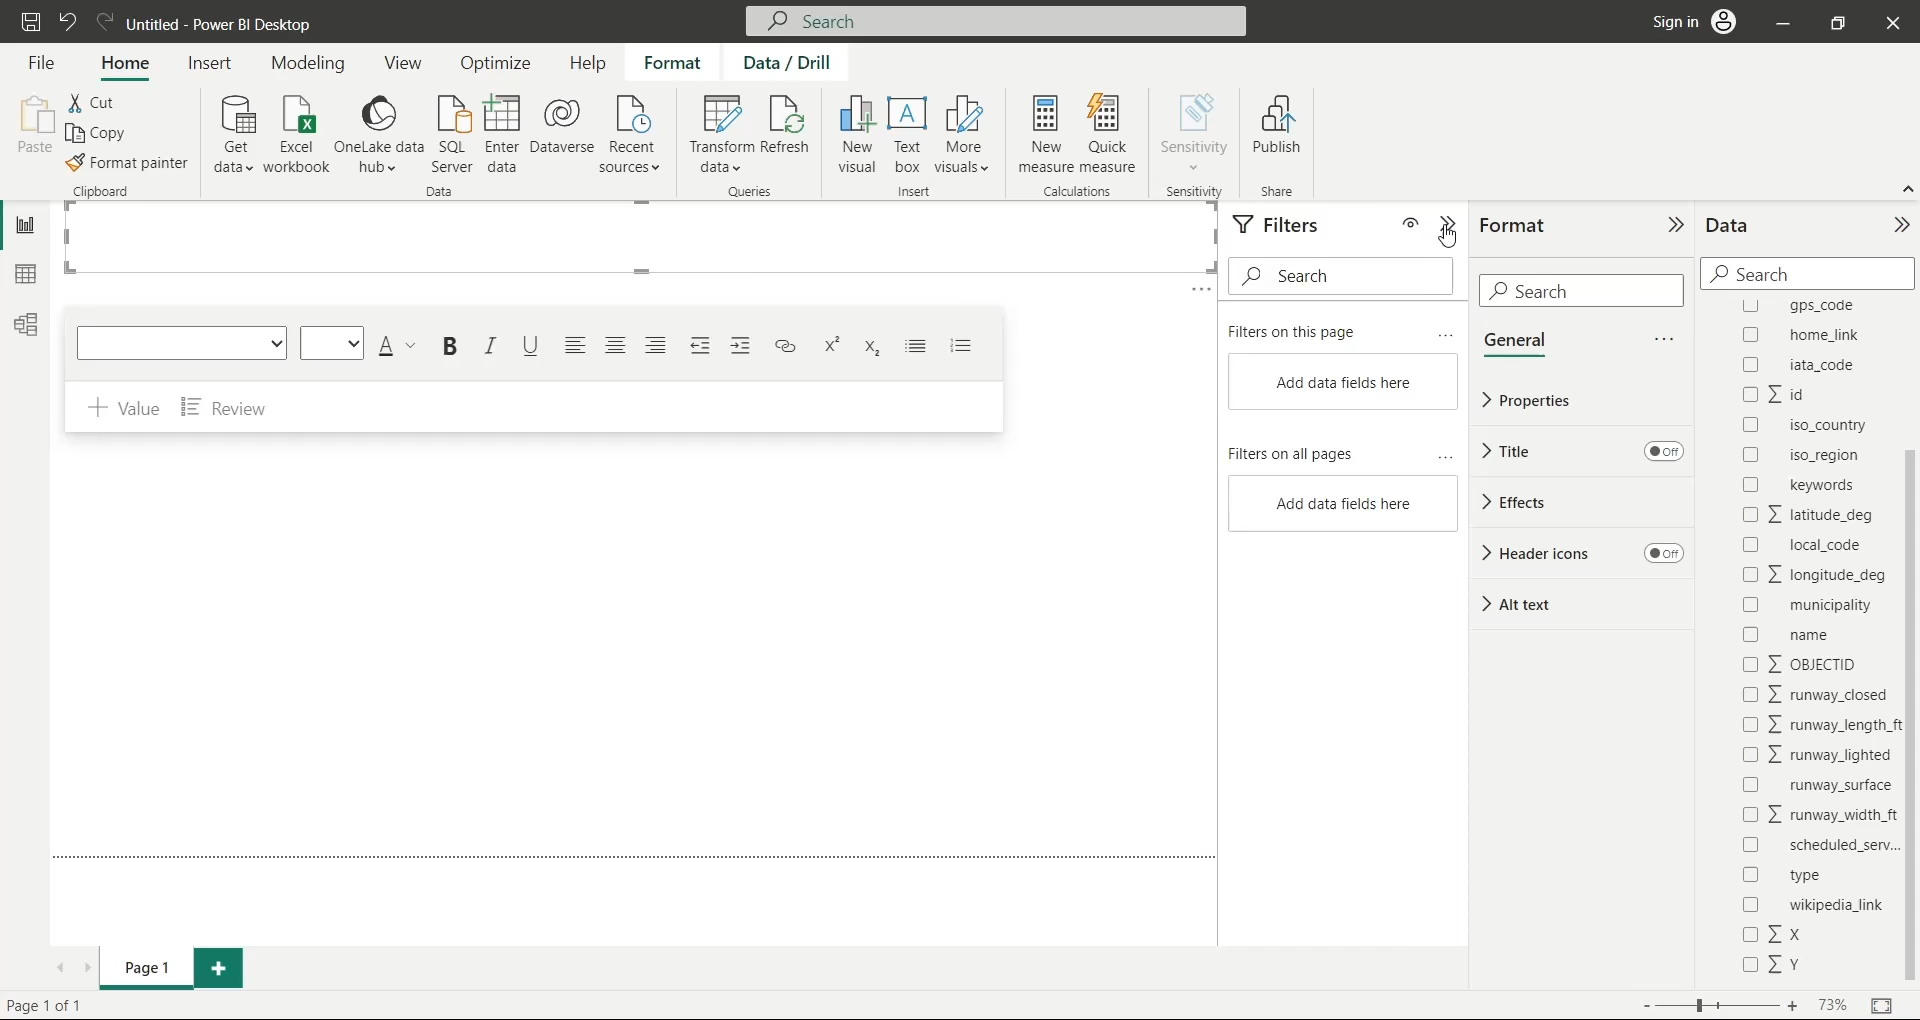 Untitled - Power BI Desktop
Search
Sign in
File Home Insert Modeling View Optimize Help Format Data / Drill
Paste
Cut
Copy
Format painter
Clipboard
Get data
Excel workbook
OneLake data hub
SQL Server
Enter data
Dataverse
Recent sources
Data
Transform data
Refresh
Queries
New visual
Text box
More visuals
Insert
New measure
Quick measure
Calculations
Sensitivity
Sensitivity
Publish
Share
A
B I U
x²
x₂
Value Review
Filters
Search
Filters on this page
Add data fields here
Filters on all pages
Add data fields here
Format
Search
General
Properties
Title Off
Effects
Header icons Off
Alt text
Data
Search
gps_code
home_link
iata_code
Σ id
iso_country
iso_region
keywords
Σ latitude_deg
local_code
Σ longitude_deg
municipality
name
Σ OBJECTID
Σ runway_closed
Σ runway_length_ft
Σ runway_lighted
runway_surface
Σ runway_width_ft
scheduled_serv...
type
wikipedia_link
Σ X
Σ Y
Page 1
+
Page 1 of 1
- + 73%